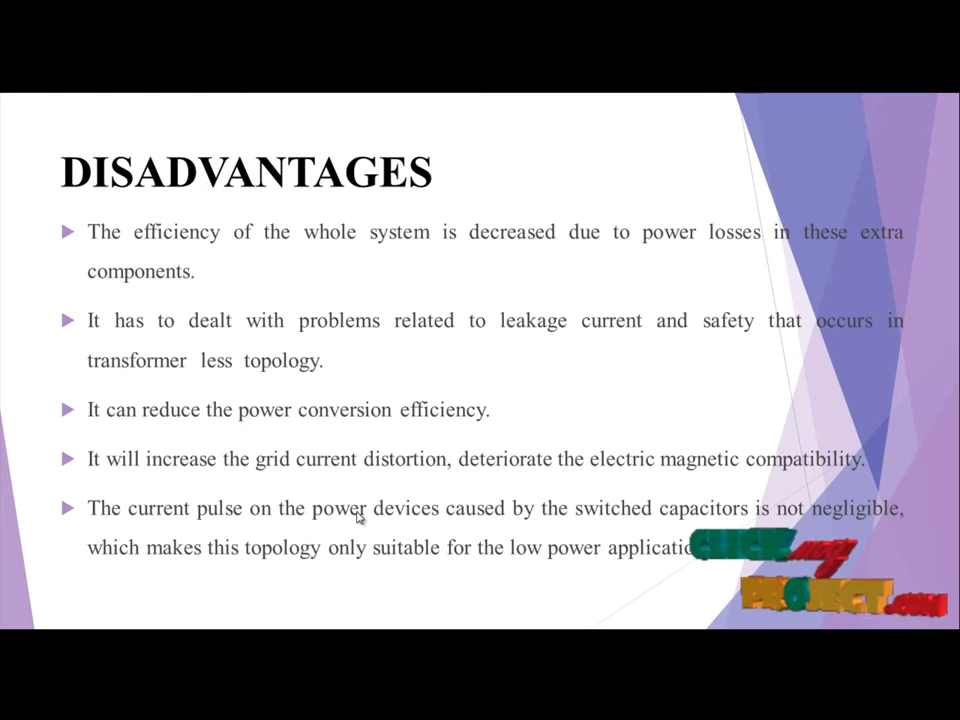 DISADVANTAGES
The efficiency of the whole system is decreased due to power losses in these extra
components.
It has to dealt with problems related to leakage current and safety that occurs in
transformer less topology.
It can reduce the power conversion efficiency.
It will increase the grid current distortion, deteriorate the electric magnetic compatibility.
The current pulse on the power devices caused by the switched capacitors is not negligible,
which makes this topology only suitable for the low power
CLICK my
PROJECT.COM